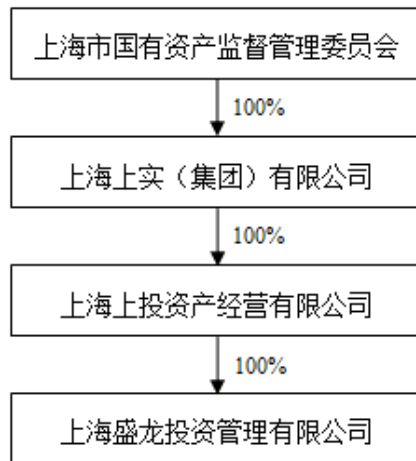 上海市国有资产监督管理委员会
100%
上海上实（集团）有限公司
100%
上海上投资产经营有限公司
100%
上海盛龙投资管理有限公司